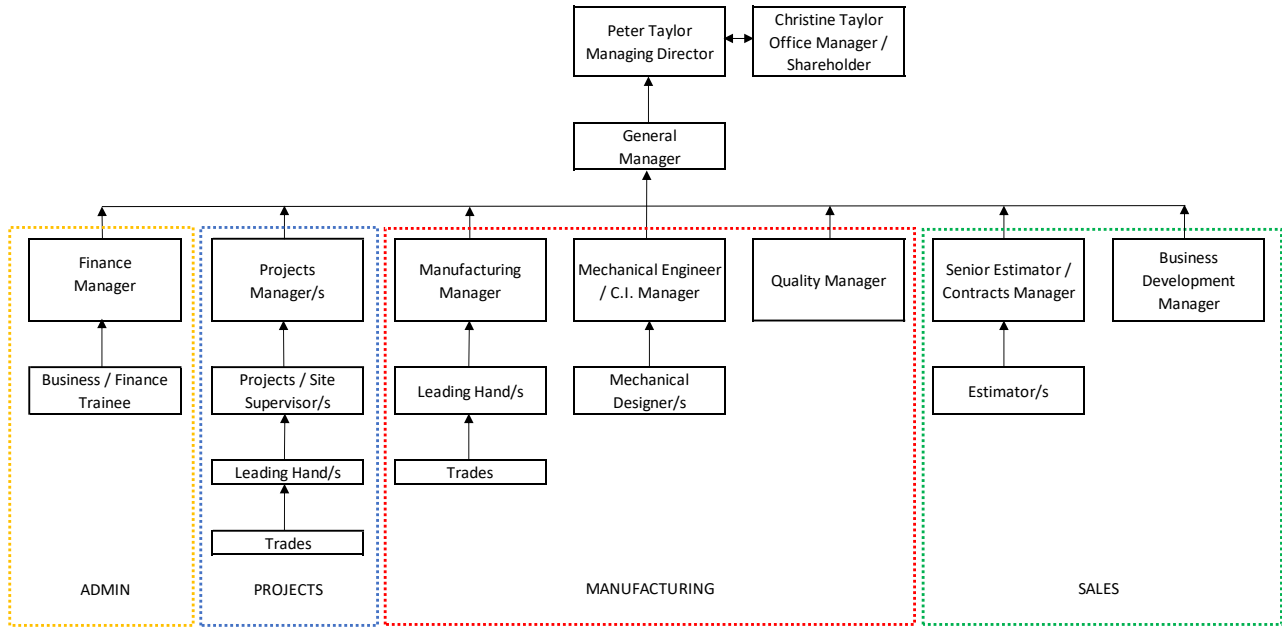 Peter Taylor
Managing Director
Christine Taylor
Office Manager /
Shareholder
General
Manager
Finance
Manager
Projects
Manager/s
Manufacturing
Manager
Mechanical Engineer
/ C.I. Manager
Quality Manager
Senior Estimator /
Contracts Manager
Business
Development
Manager
Business / Finance
Trainee
Projects / Site
Supervisor/s
Leading Hand/s
Mechanical
Designer/s
Estimator/s
Leading Hand/s
Trades
Trades
ADMIN
PROJECTS
MANUFACTURING
SALES